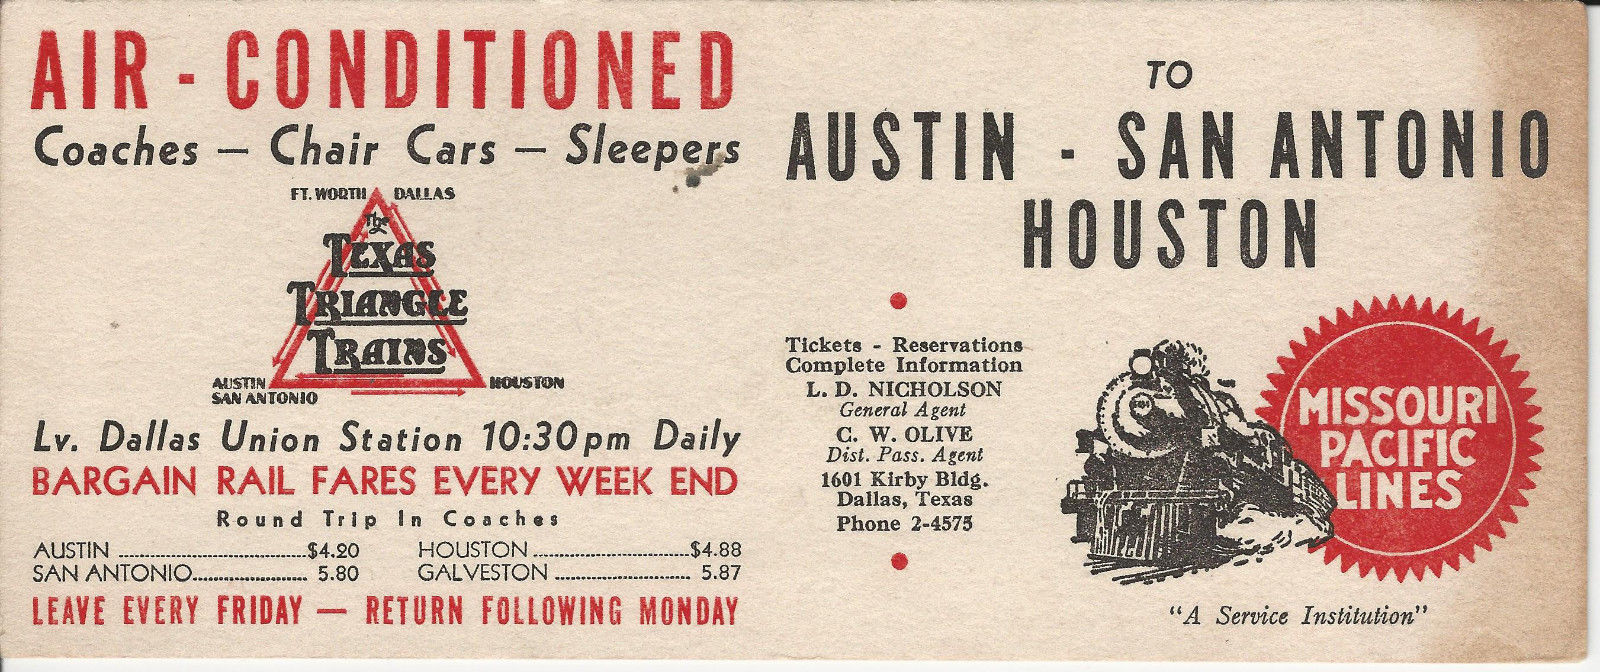 AIR - CONDITIONED
Coaches — Chair Cars — Sleepers
FT. WORTH DALLAS
The
TEXAS
TRIANGLE
TRAINS
AUSTIN
SAN ANTONIO
HOUSTON
Lv. Dallas Union Station 10:30pm Daily
BARGAIN RAIL FARES EVERY WEEK END
Round Trip In Coaches
AUSTIN ........ $4.20
SAN ANTONIO ........ 5.80
HOUSTON ........ $4.88
GALVESTON ........ 5.87
LEAVE EVERY FRIDAY — RETURN FOLLOWING MONDAY
TO
AUSTIN - SAN ANTONIO
HOUSTON
Tickets - Reservations
Complete Information
L. D. NICHOLSON
General Agent
C. W. OLIVE
Dist. Pass. Agent
1601 Kirby Bldg.
Dallas, Texas
Phone 2-4575
MISSOURI
PACIFIC
LINES
"A Service Institution"